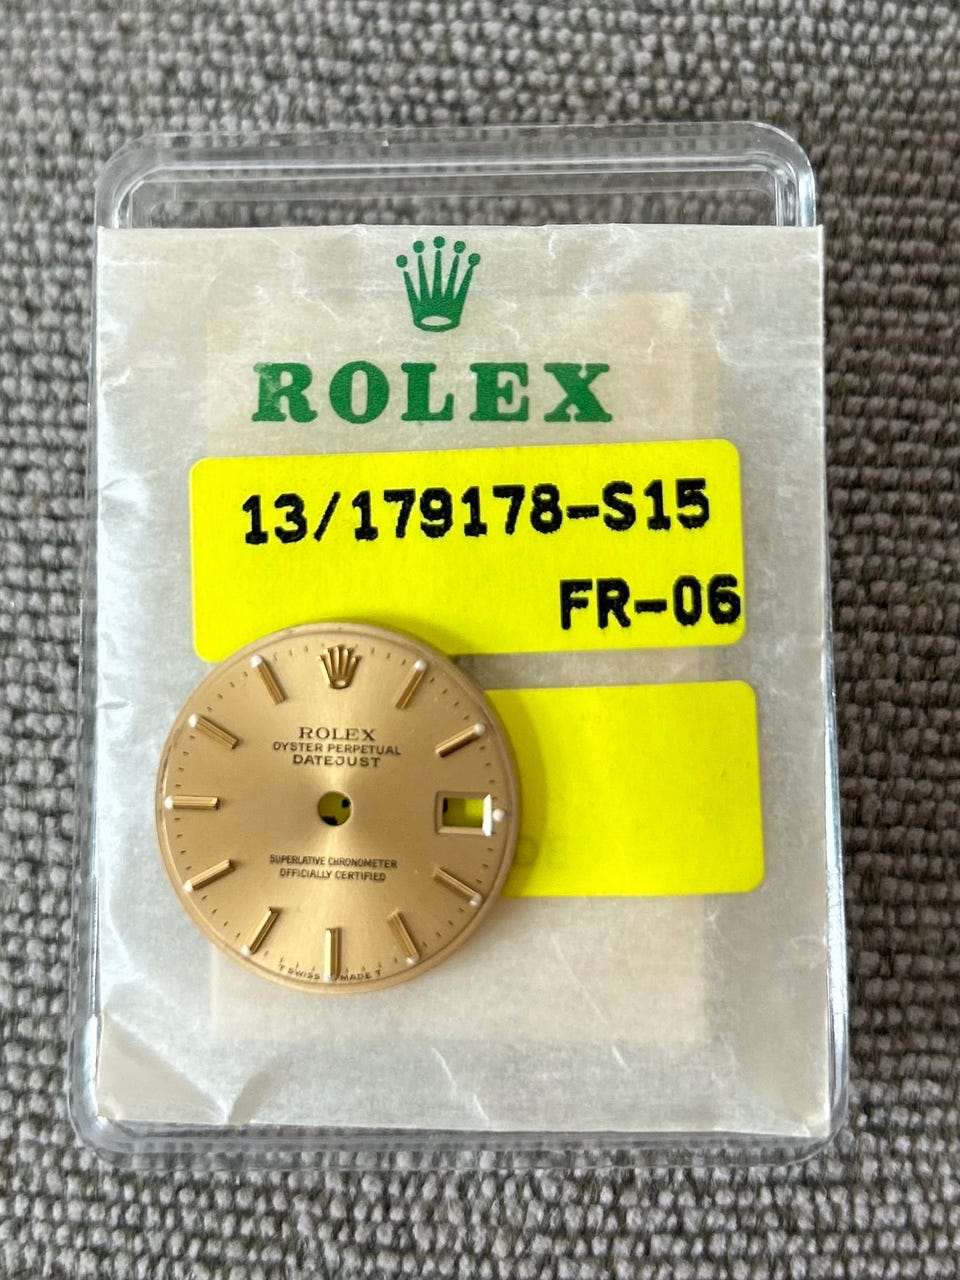 ROLEX
13/179178-S15
FR-06
ROLEX
OYSTER PERPETUAL
DATEJUST
SUPERLATIVE CHRONOMETER
OFFICIALLY CERTIFIED
T SWISS MADE T